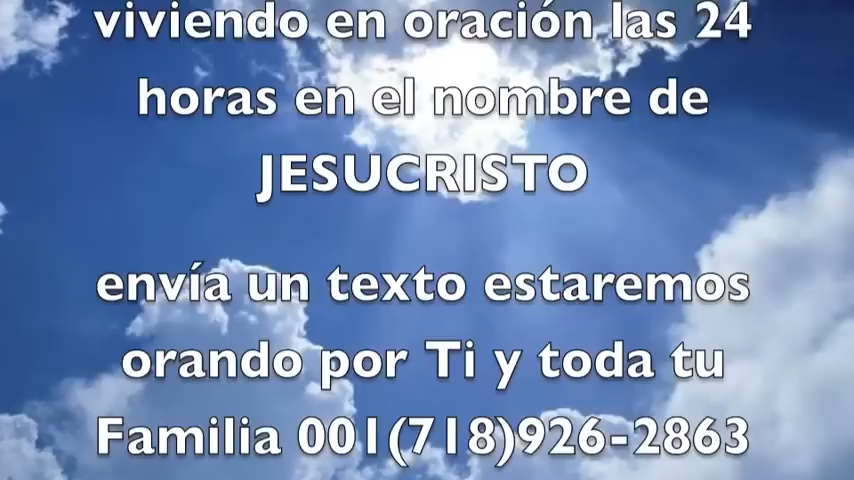 viviendo en oración las 24
horas en el nombre de
JESUCRISTO
envía un texto estaremos
orando por Ti y toda tu
Familia 001(718)926-2863